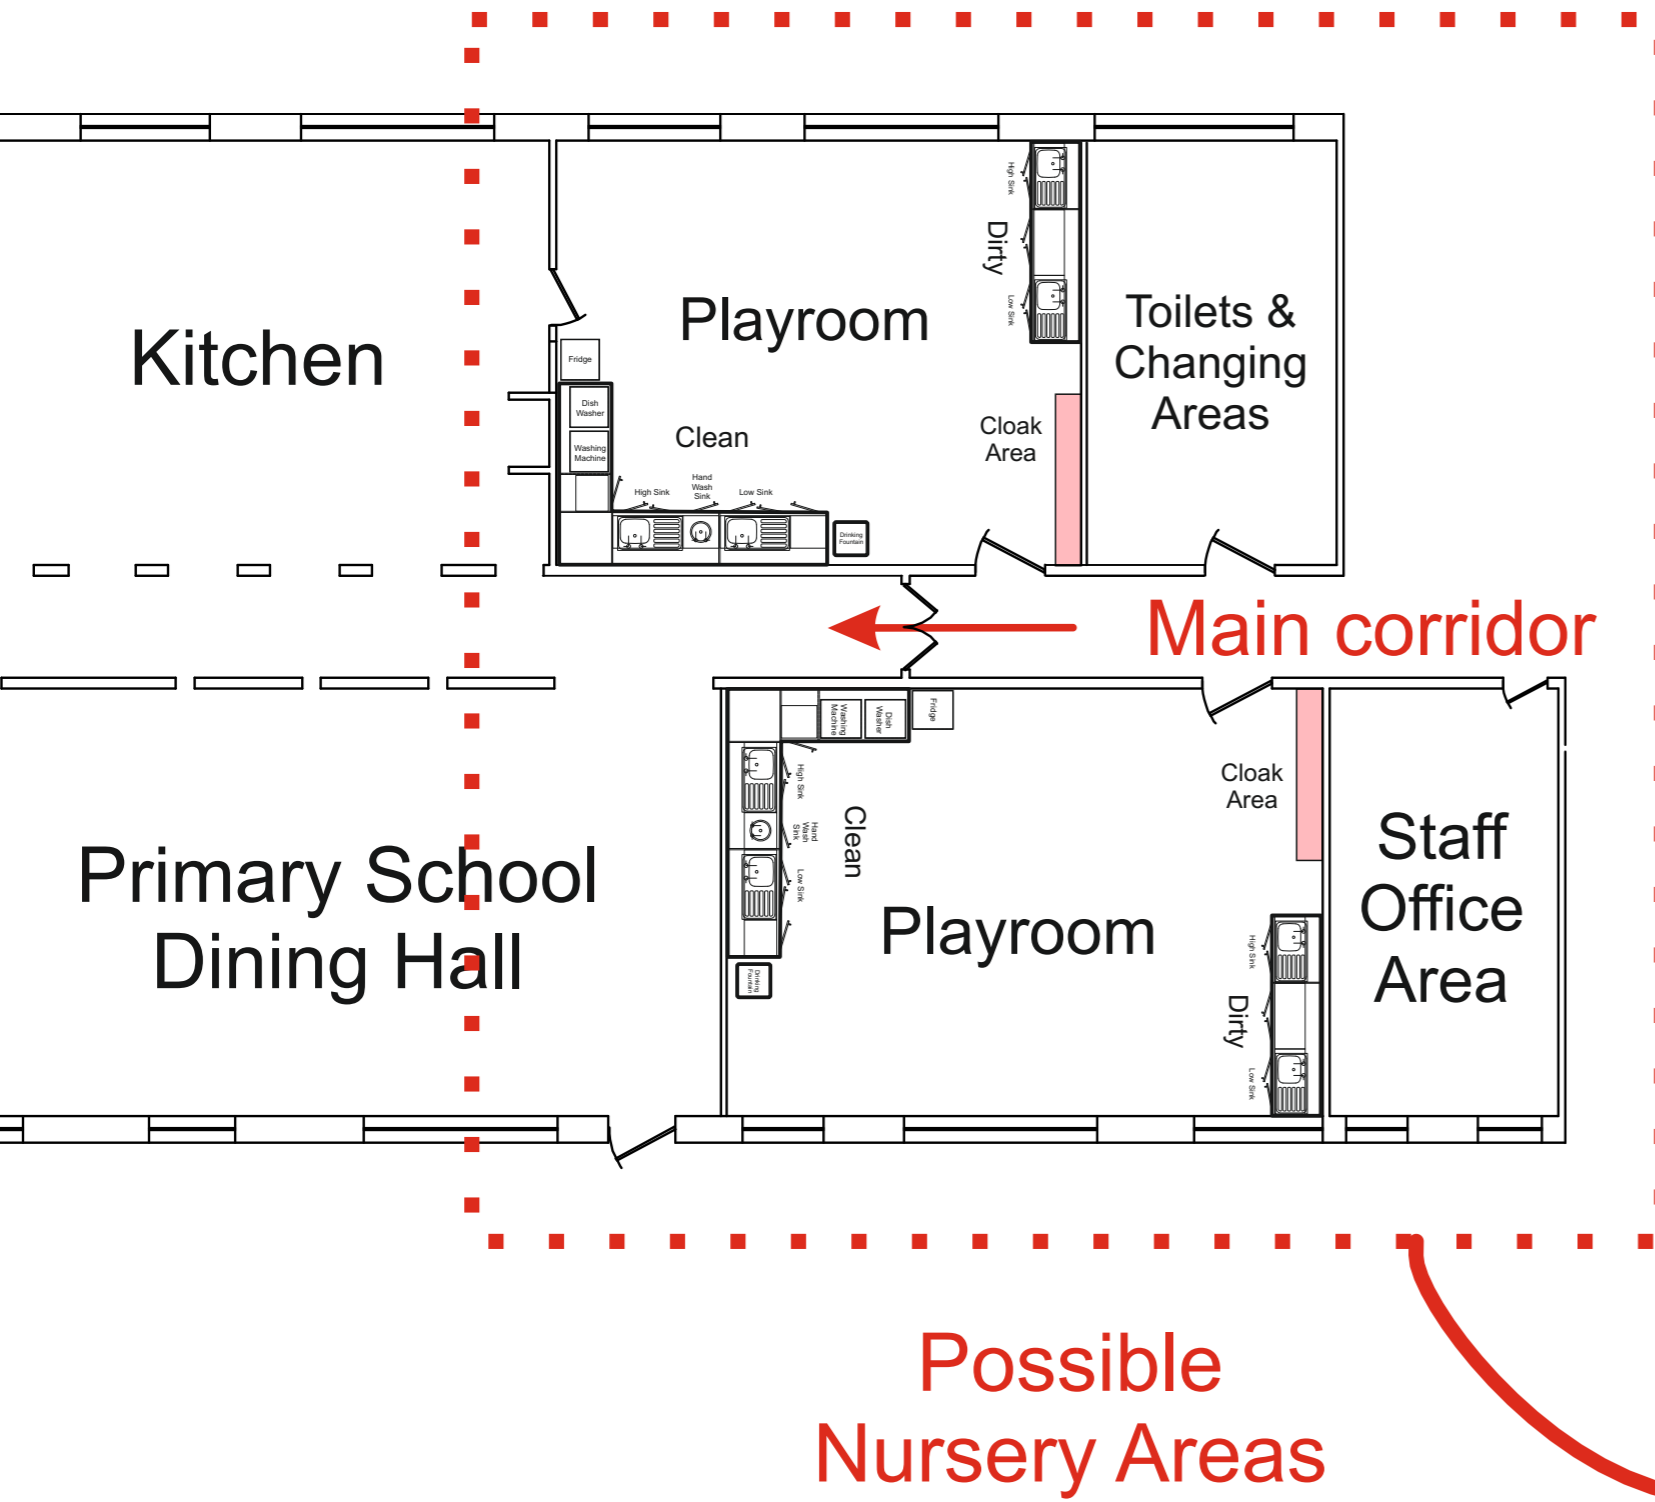 Kitchen
Playroom
High Sink
Dirty
Low Sink
Toilets &
Changing
Areas
Fridge
Dish
Washer
Washing
Machine
Clean
High Sink
Hand
Wash
Sink
Low Sink
Drinking
Fountain
Cloak
Area
Main corridor
Primary School
Dining Hall
Washing
Machine
Dish
Washer
Fridge
High Sink
Hand
Wash
Sink
Low Sink
Clean
Drinking
Fountain
Playroom
Cloak
Area
High Sink
Dirty
Low Sink
Staff
Office
Area
Possible
Nursery Areas